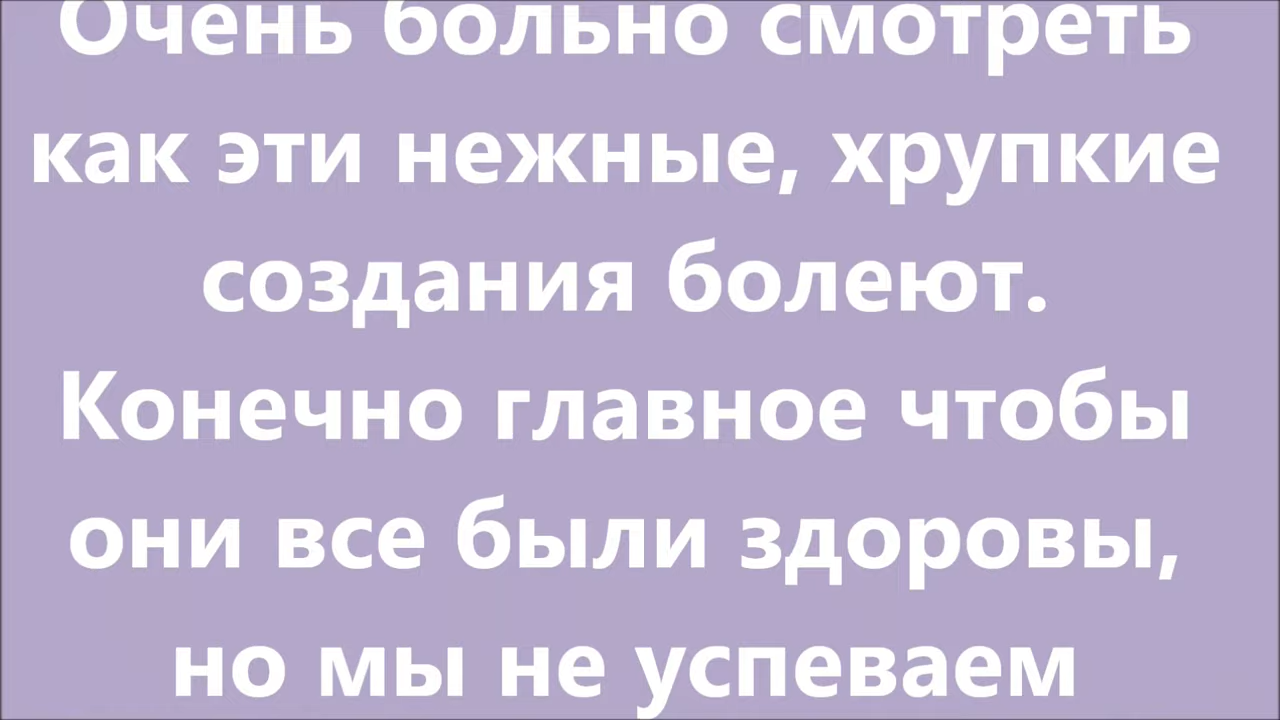 Очень больно смотреть
как эти нежные, хрупкие
создания болеют.
Конечно главное чтобы
они все были здоровы,
но мы не успеваем